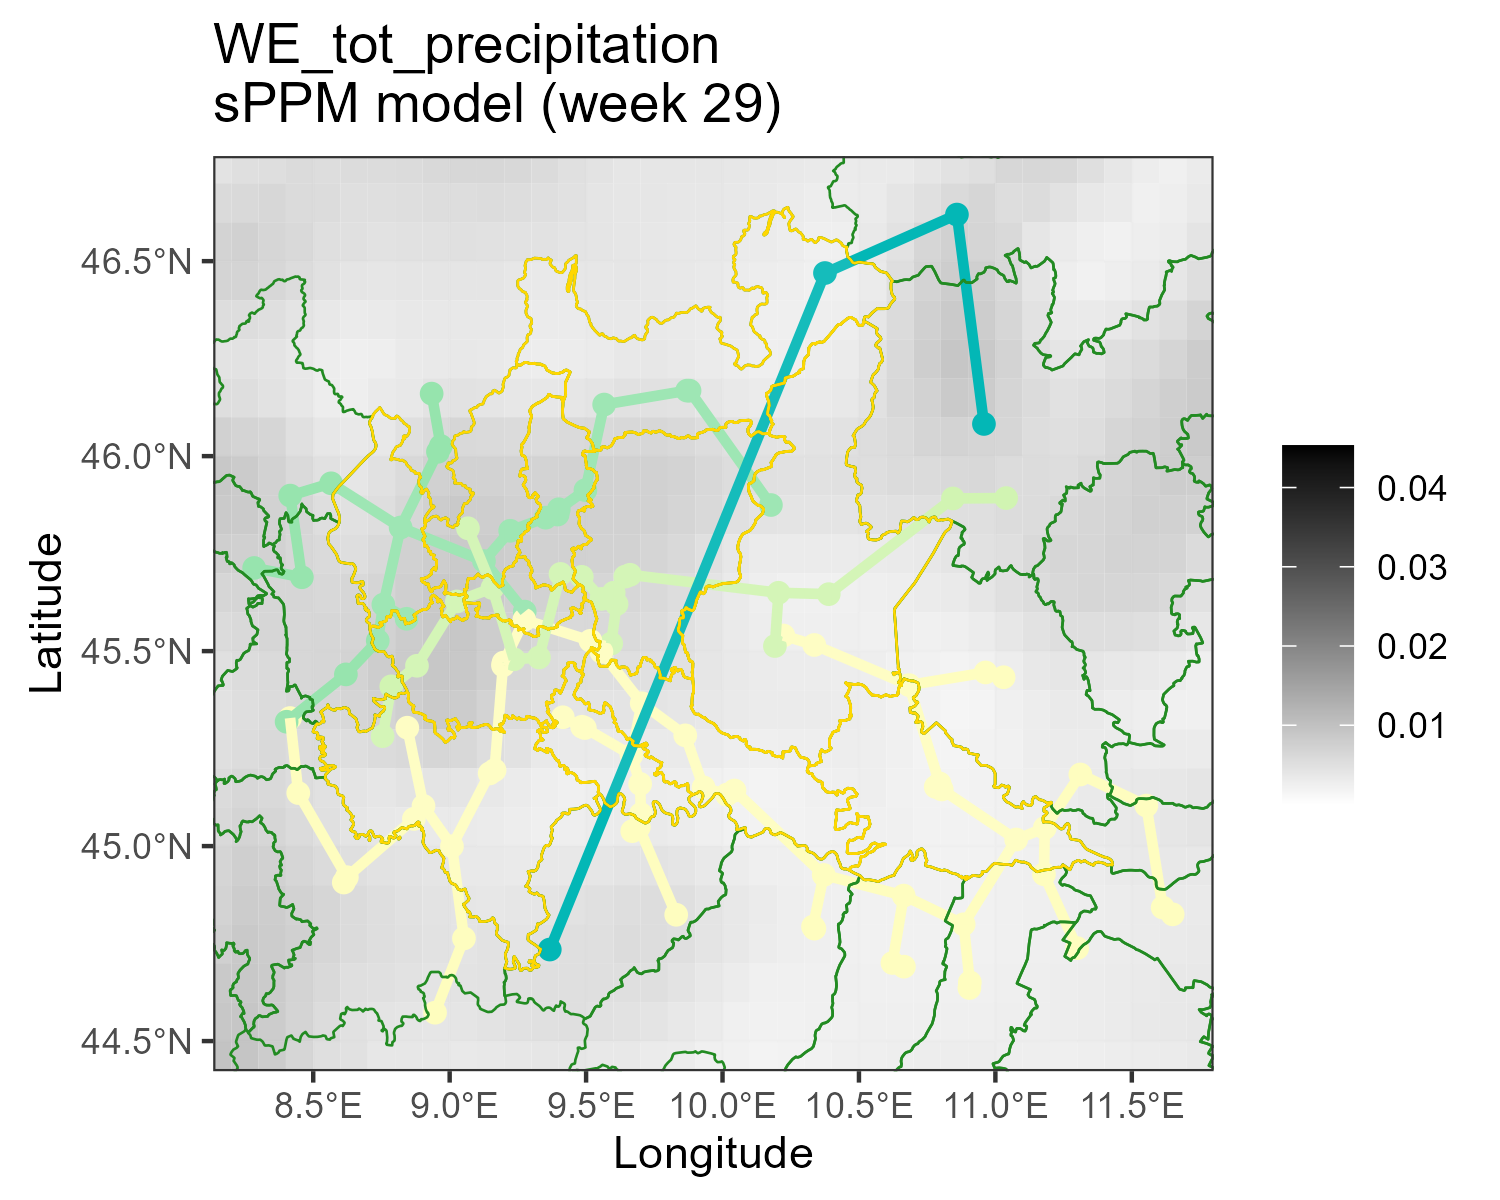 WE_tot_precipitation
sPPM model (week 29)
46.5°N
46.0°N
45.5°N
45.0°N
44.5°N
Latitude
8.5°E 9.0°E 9.5°E 10.0°E 10.5°E 11.0°E 11.5°E
Longitude
0.04
0.03
0.02
0.01